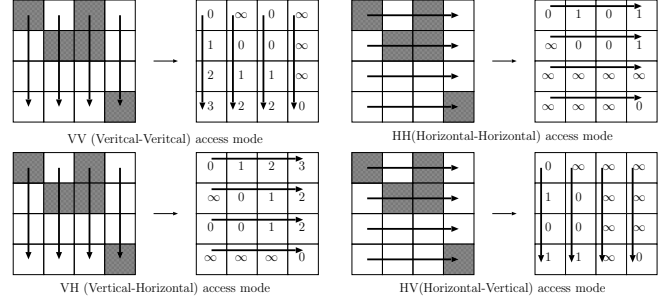 0 ∞ 0 ∞
1 0 0 ∞
2 1 1 ∞
3 2 2 0
VV (Veritcal-Veritcal) access mode
0 1 0 1
∞ 0 0 1
∞ ∞ ∞ ∞
∞ ∞ ∞ 0
HH(Horizontal-Horizontal) access mode
0 1 2 3
∞ 0 1 2
0 0 1 2
∞ ∞ ∞ 0
VH (Vertical-Horizontal) access mode
0 ∞ ∞ ∞
1 0 ∞ ∞
0 0 ∞ ∞
1 1 ∞ 0
HV(Horizontal-Vertical) access mode